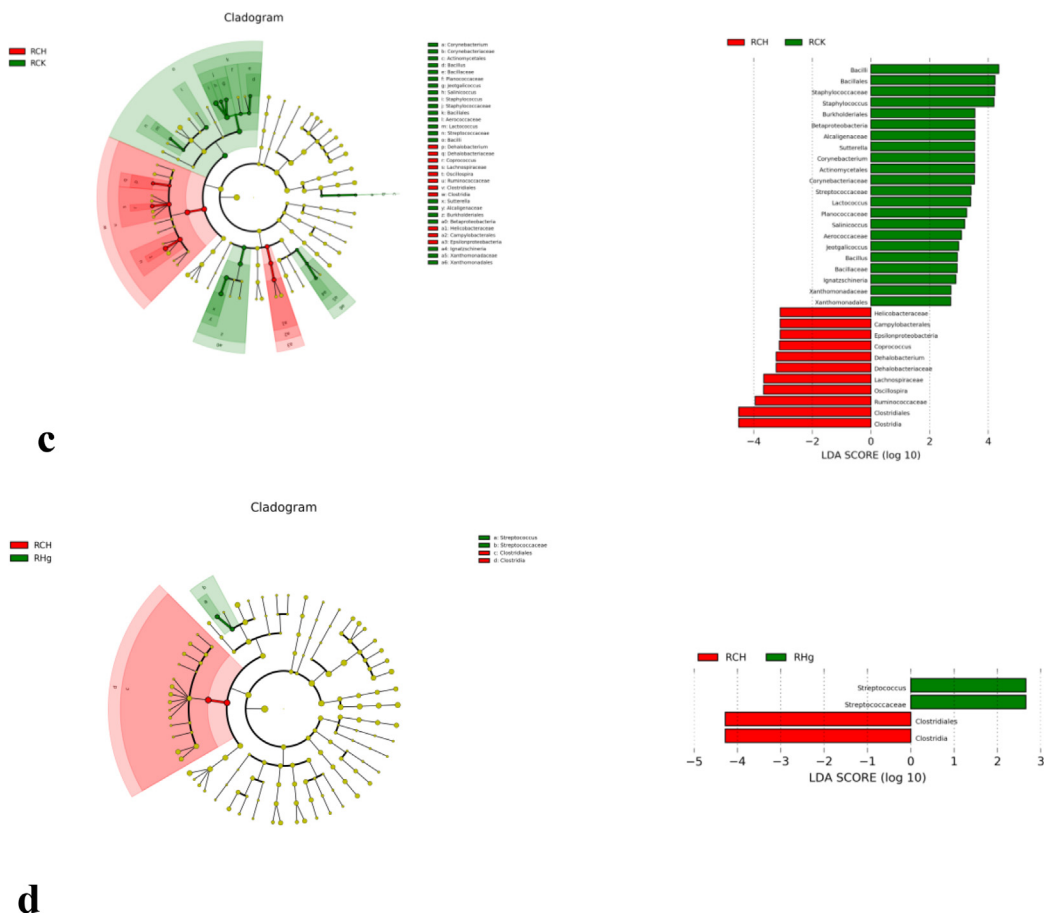 Cladogram
RCH
RCK
a: Corynebacterium
b: Corynebacteriaceae
c: Actinomycetales
d: Bacillus
e: Bacillaceae
f: Planococcaceae
g: Jeotgalicoccus
h: Salinicoccus
i: Staphylococcus
j: Staphylococcaceae
k: Bacillales
l: Aerococcaceae
m: Lactococcus
n: Streptococcaceae
o: Bacilli
p: Dehalobacterium
q: Dehalobacteriaceae
r: Coprococcus
s: Lachnospiraceae
t: Oscillospira
u: Ruminococcaceae
v: Clostridiales
w: Clostridia
x: Sutterella
y: Alcaligenaceae
z: Burkholderiales
a0: Betaproteobacteria
a1: Helicobacteraceae
a2: Campylobacterales
a3: Epsilonproteobacteria
a4: Ignatzschineria
a5: Xanthomonadaceae
a6: Xanthomonadales
RCH
RCK
Bacilli
Bacillales
Staphylococcaceae
Staphylococcus
Burkholderiales
Betaproteobacteria
Alcaligenaceae
Sutterella
Corynebacterium
Actinomycetales
Corynebacteriaceae
Streptococcaceae
Lactococcus
Planococcaceae
Salinicoccus
Aerococcaceae
Jeotgalicoccus
Bacillus
Bacillaceae
Ignatzschineria
Xanthomonadaceae
Xanthomonadales
Helicobacteraceae
Campylobacterales
Epsilonproteobacteria
Coprococcus
Dehalobacterium
Dehalobacteriaceae
Lachnospiraceae
Oscillospira
Ruminococcaceae
Clostridiales
Clostridia
−4 −2 0 2 4
LDA SCORE (log 10)
c
Cladogram
RCH
RHg
a: Streptococcus
b: Streptococcaceae
c: Clostridiales
d: Clostridia
RCH
RHg
Streptococcus
Streptococcaceae
Clostridiales
Clostridia
−5 −4 −3 −2 −1 0 1 2 3
LDA SCORE (log 10)
d